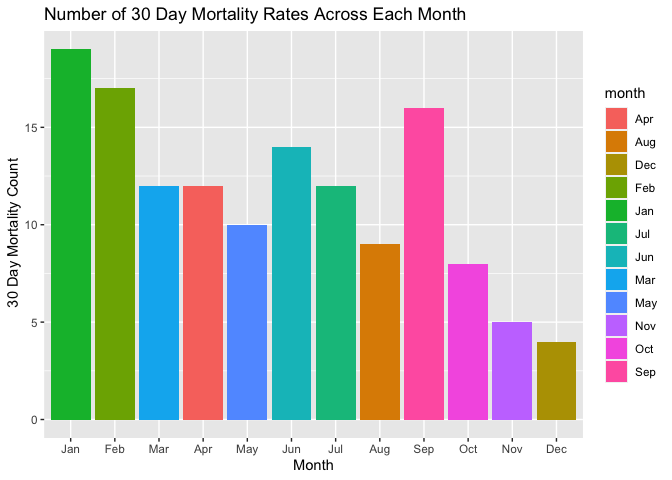 Number of 30 Day Mortality Rates Across Each Month
30 Day Mortality Count
15
10
5
0
Jan Feb Mar Apr May Jun Jul Aug Sep Oct Nov Dec
Month
month
Apr
Aug
Dec
Feb
Jan
Jul
Jun
Mar
May
Nov
Oct
Sep